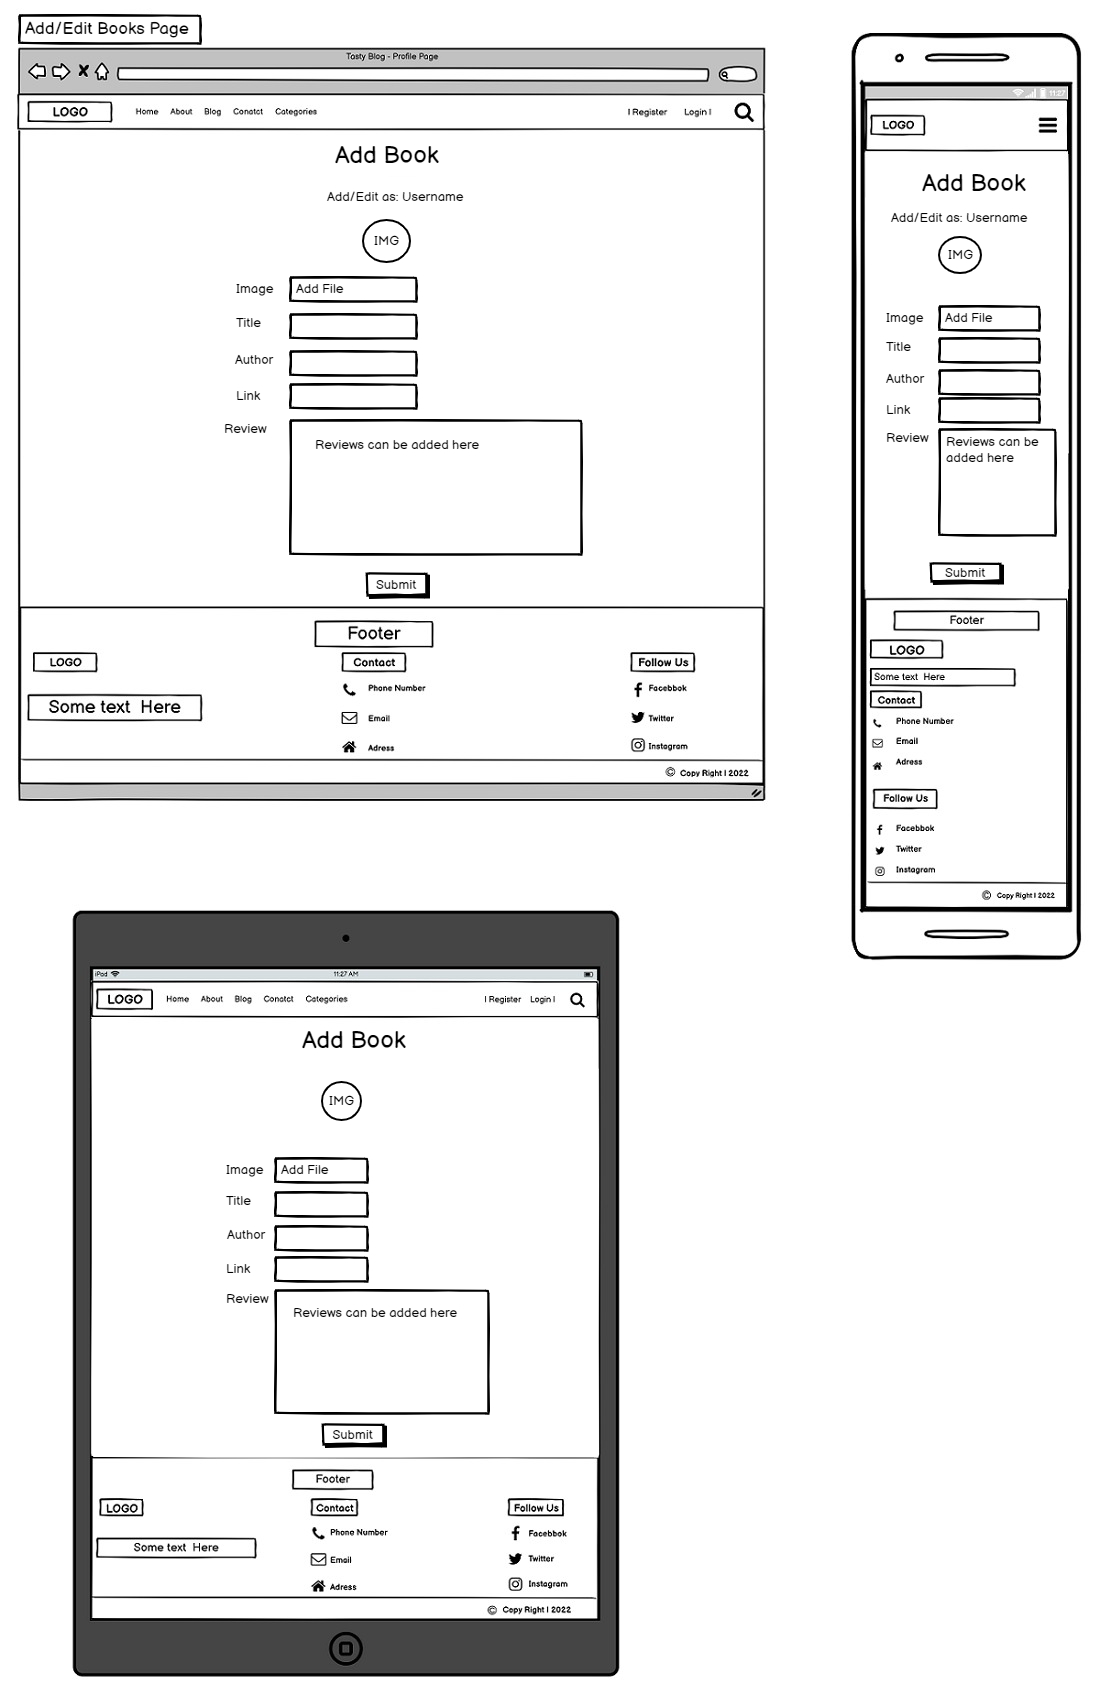 Add/Edit Books Page
Tasty Blog - Profile Page
LOGO Home About Blog Conatct Categories I Register Login I
Add Book
Add/Edit as: Username
IMG
Image Add File
Title
Author
Link
Review
Reviews can be added here
Submit
Footer
LOGO Contact Follow Us
Phone Number Facebbok
Some text Here
Email Twitter
Adress Instagram
© Copy Right I 2022
11:27
LOGO
Add Book
Add/Edit as: Username
IMG
Image Add File
Title
Author
Link
Review Reviews can be
added here
Submit
Footer
LOGO
Some text Here
Contact
Phone Number
Email
Adress
Follow Us
Facebbok
Twitter
Instagram
© Copy Right I 2022
iPad 11:27 AM
LOGO Home About Blog Conatct Categories I Register Login I
Add Book
IMG
Image Add File
Title
Author
Link
Review
Reviews can be added here
Submit
Footer
LOGO Contact Follow Us
Phone Number Facebbok
Some text Here
Email Twitter
Adress Instagram
© Copy Right I 2022